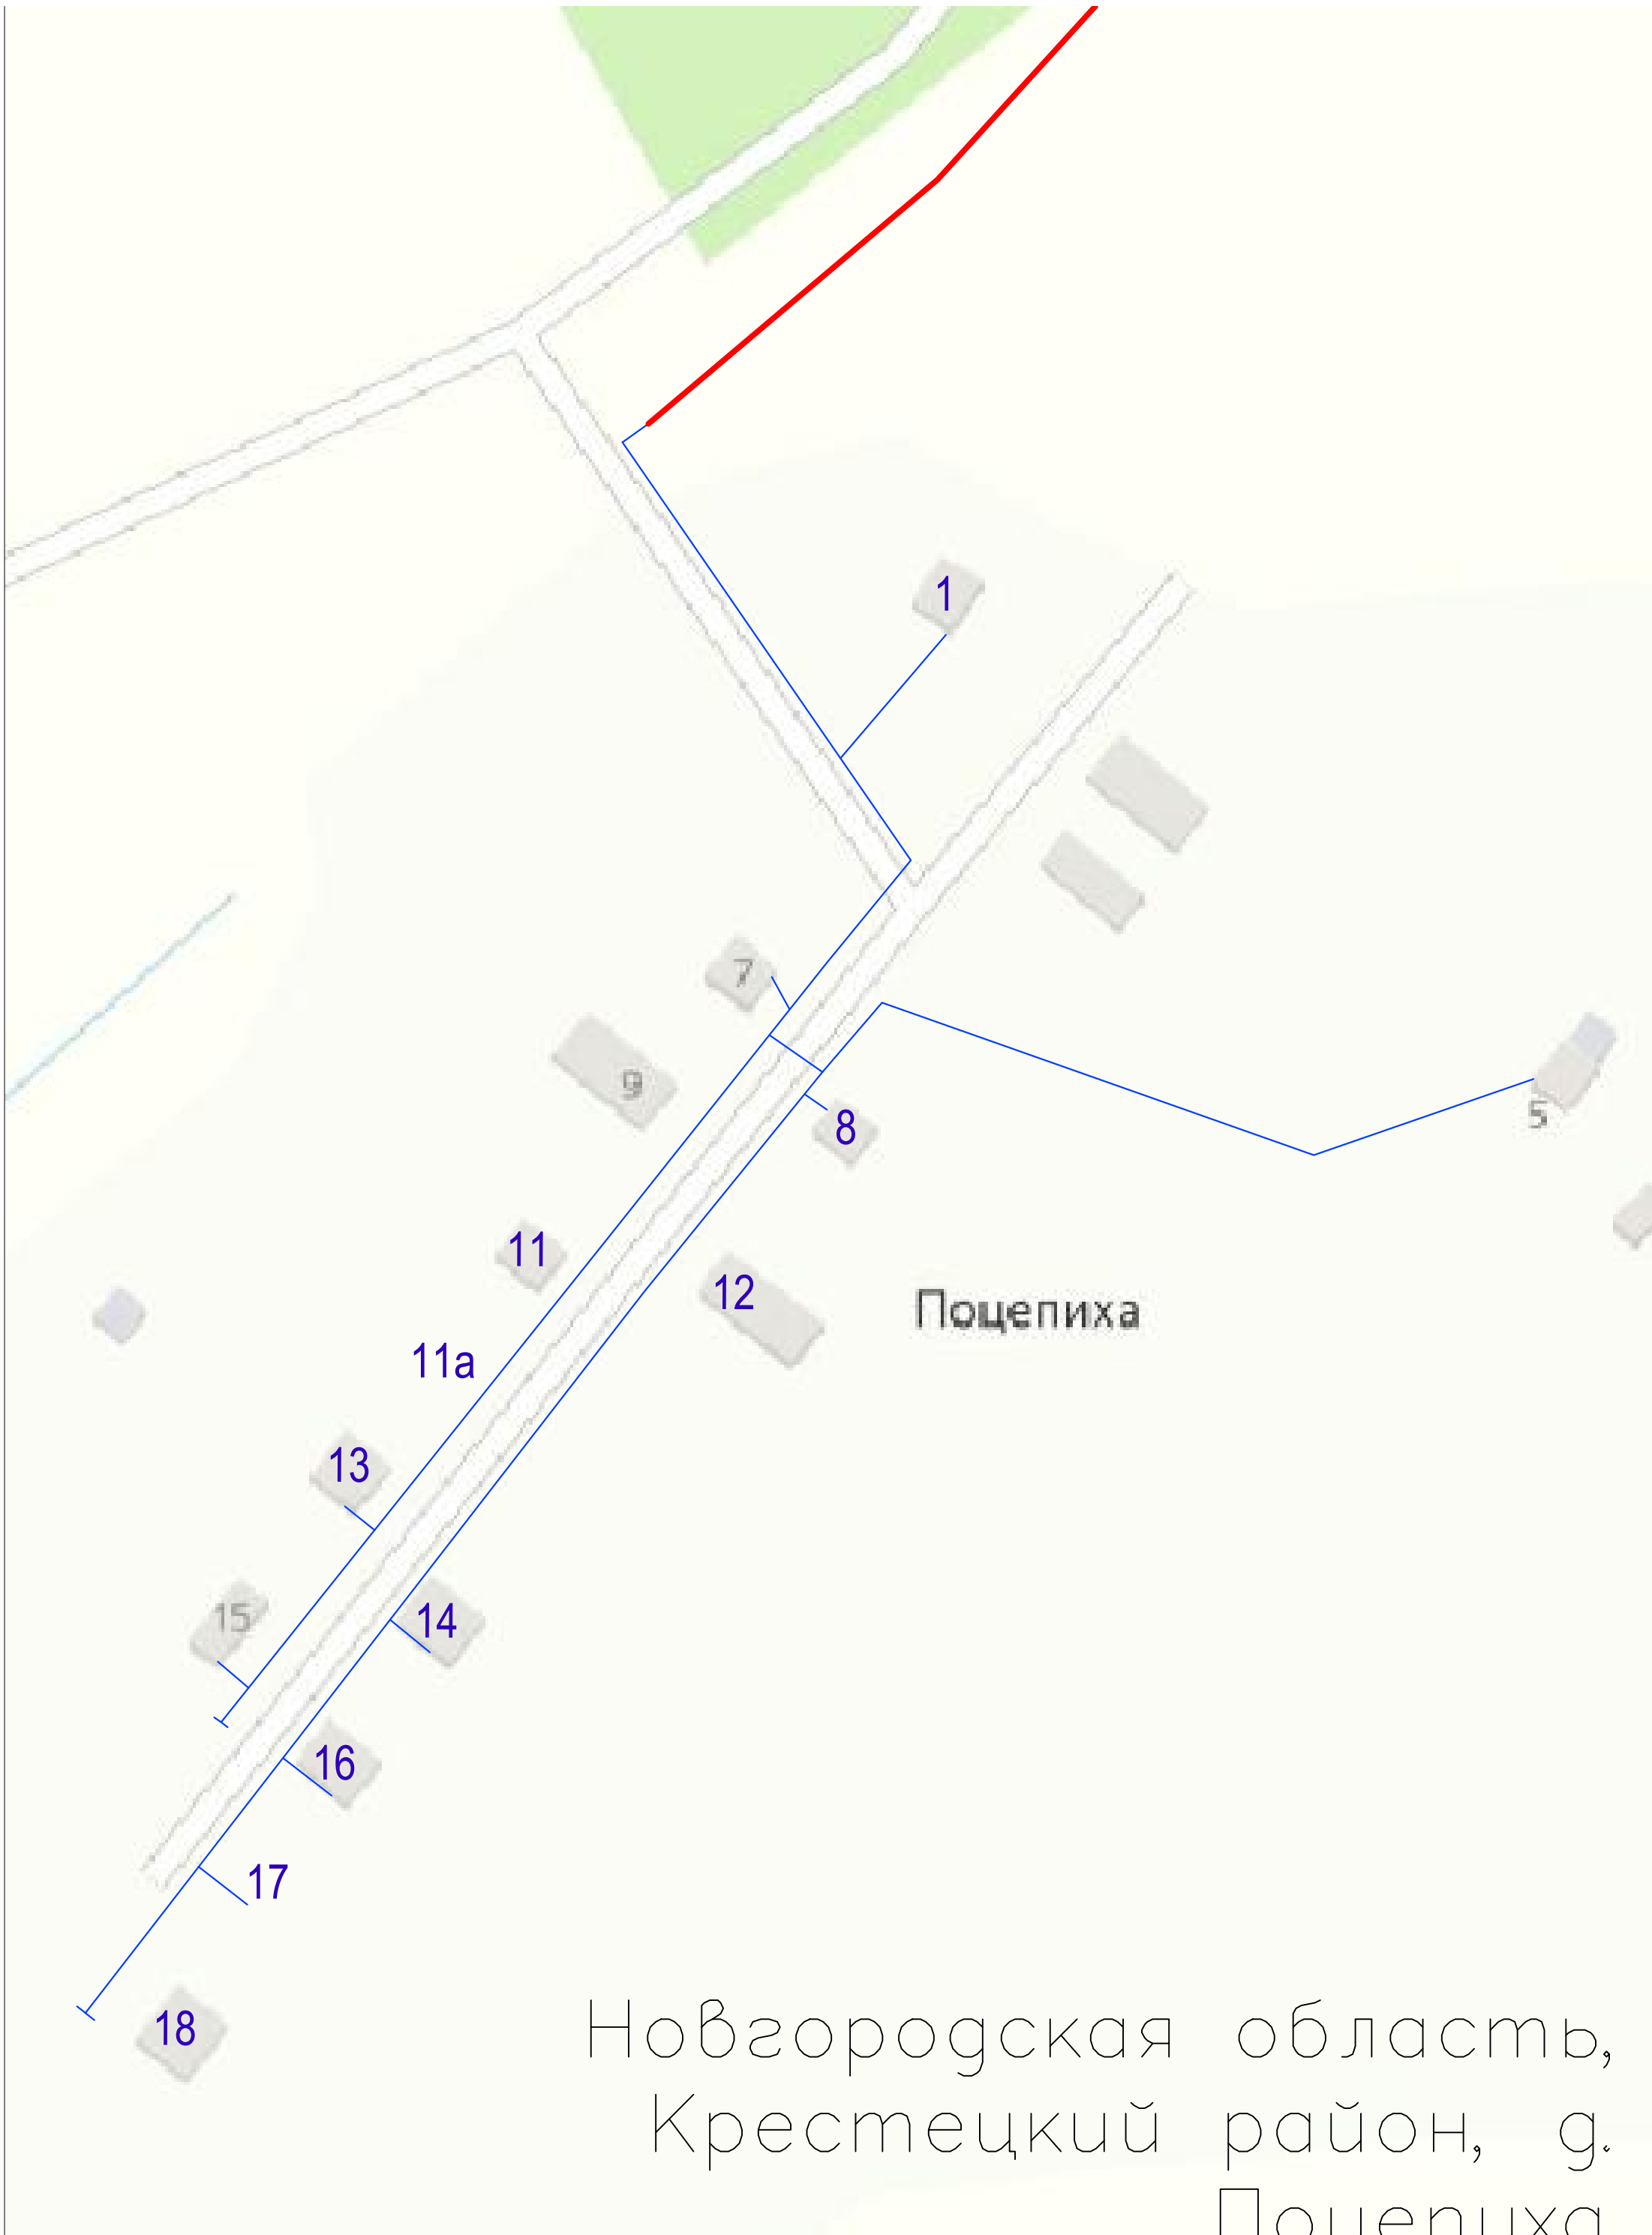 1
7
9
5
8
11
12
Поцепиха
11а
13
15
14
16
17
18
Новгородская область,
Крестецкий район, д.
Поцепиха